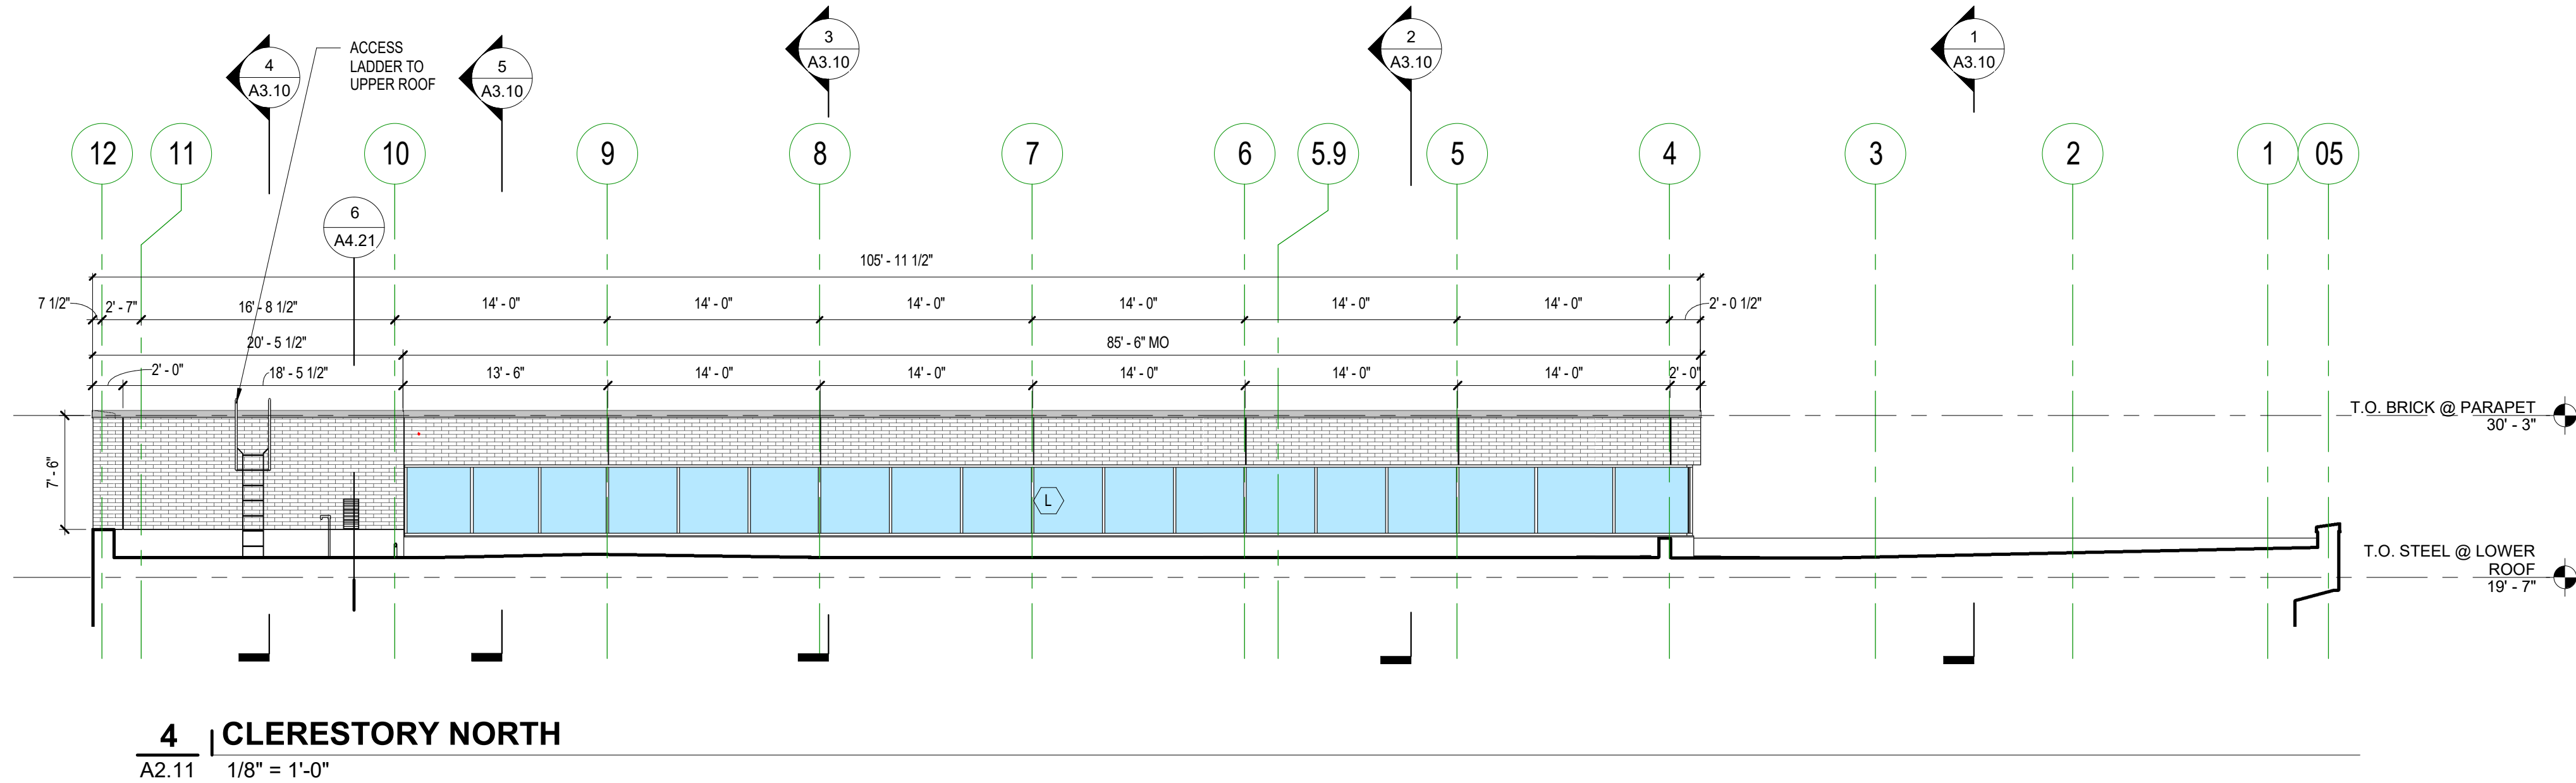 3
A3.10
2
A3.10
1
A3.10
4
A3.10
ACCESS
LADDER TO
UPPER ROOF
5
A3.10
12
11
10
9
8
7
6
5.9
5
4
3
2
1
05
6
A4.21
105' - 11 1/2"
7 1/2"
2' - 7"
16' - 8 1/2"
14' - 0"
14' - 0"
14' - 0"
14' - 0"
14' - 0"
14' - 0"
2' - 0 1/2"
20' - 5 1/2"
85' - 6" MO
2' - 0"
18' - 5 1/2"
13' - 6"
14' - 0"
14' - 0"
14' - 0"
14' - 0"
14' - 0"
2' - 0"
T.O. BRICK @ PARAPET
30' - 3"
7' - 6"
L
T.O. STEEL @ LOWER
ROOF
19' - 7"
4
CLERESTORY NORTH
A2.11
1/8" = 1'-0"